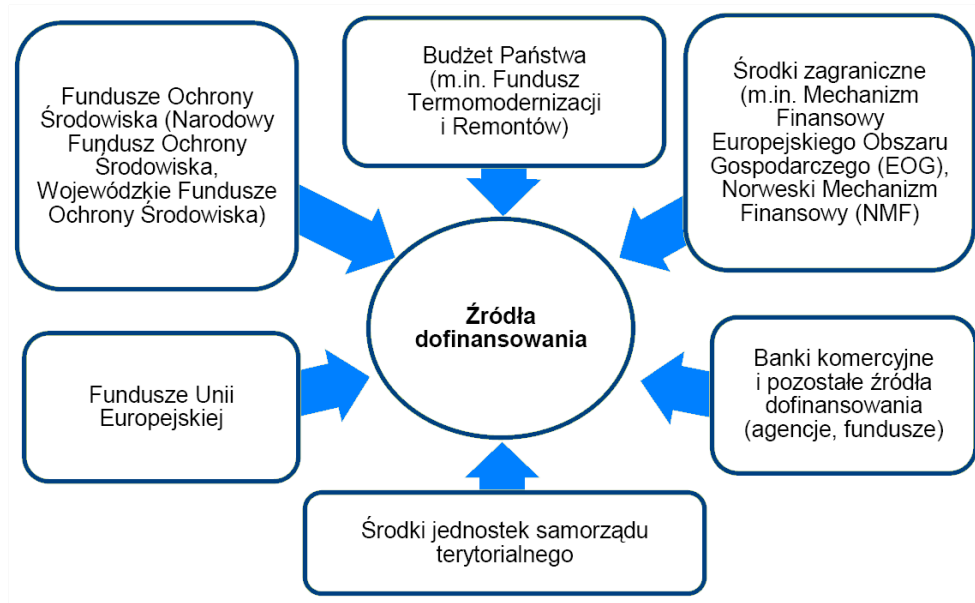 Fundusze Ochrony
Środowiska (Narodowy
Fundusz Ochrony
Środowiska,
Wojewódzkie Fundusze
Ochrony Środowiska)
Budżet Państwa
(m.in. Fundusz
Termomodernizacji
i Remontów)
Środki zagraniczne
(m.in. Mechanizm
Finansowy
Europejskiego Obszaru
Gospodarczego (EOG),
Norweski Mechanizm
Finansowy (NMF)
Źródła
dofinansowania
Fundusze Unii
Europejskiej
Banki komercyjne
i pozostałe źródła
dofinansowania
(agencje, fundusze)
Środki jednostek samorządu
terytorialnego